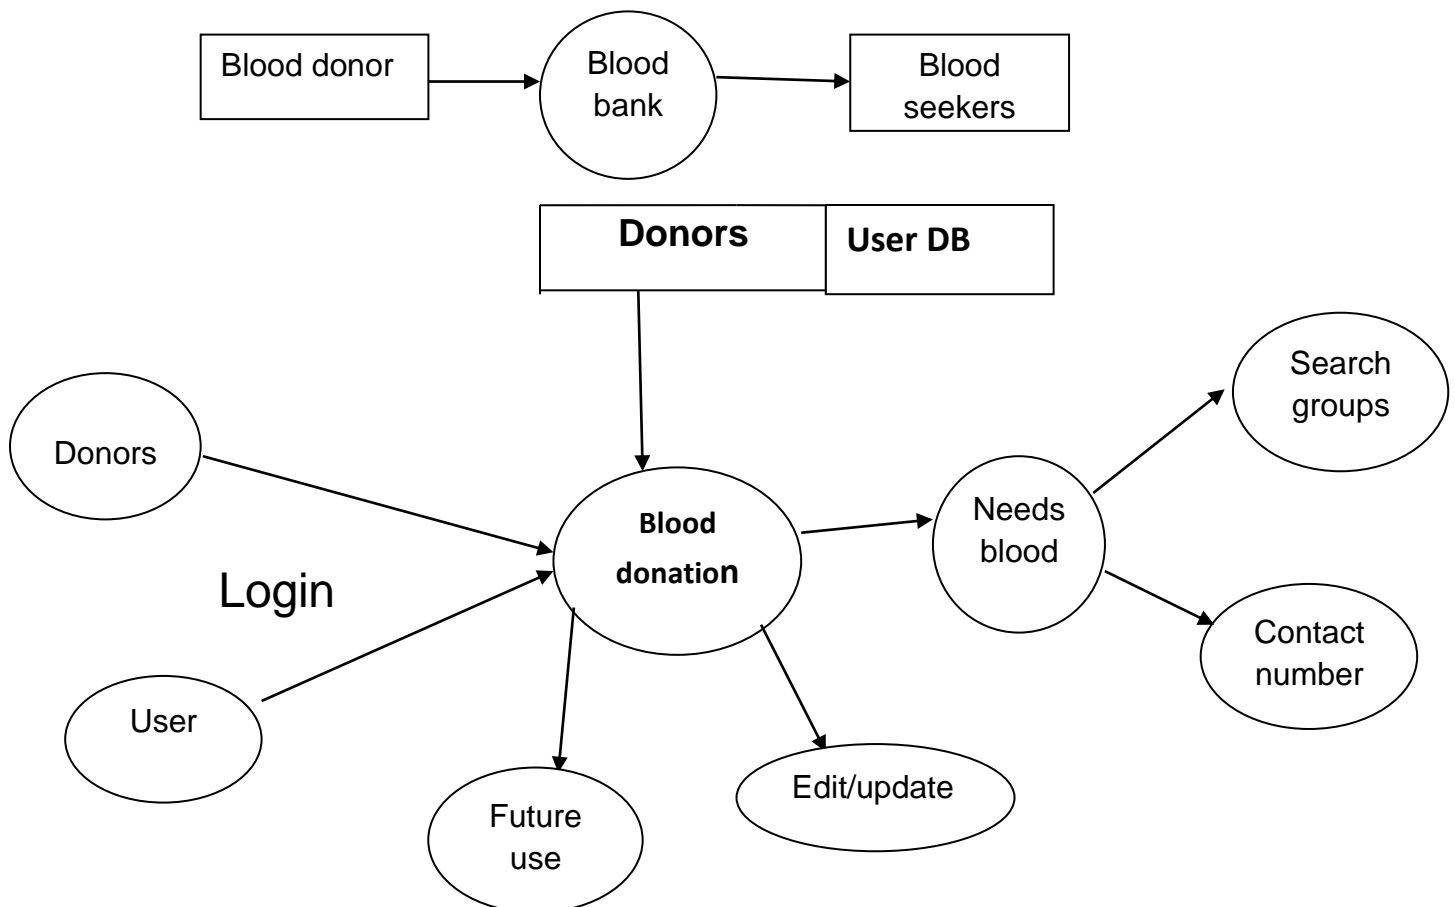 Blood donor
Blood
bank
Blood
seekers
Donors
User DB
Search
groups
Donors
Needs
blood
Blood
donation
Login
Contact
number
User
Edit/update
Future
use